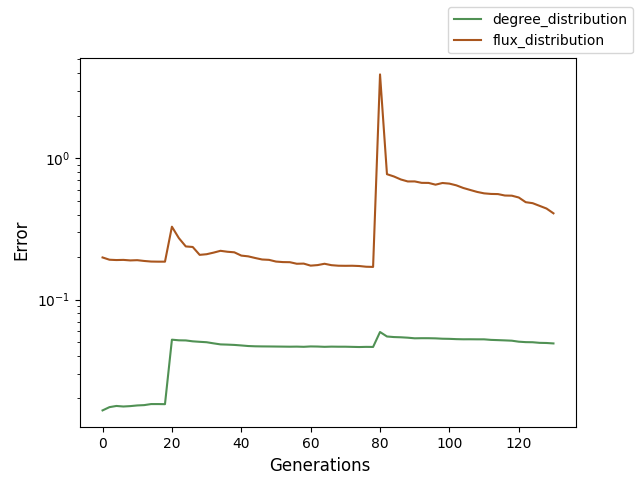 degree_distribution
flux_distribution
10⁰
10⁻¹
Error
0 20 40 60 80 100 120
Generations